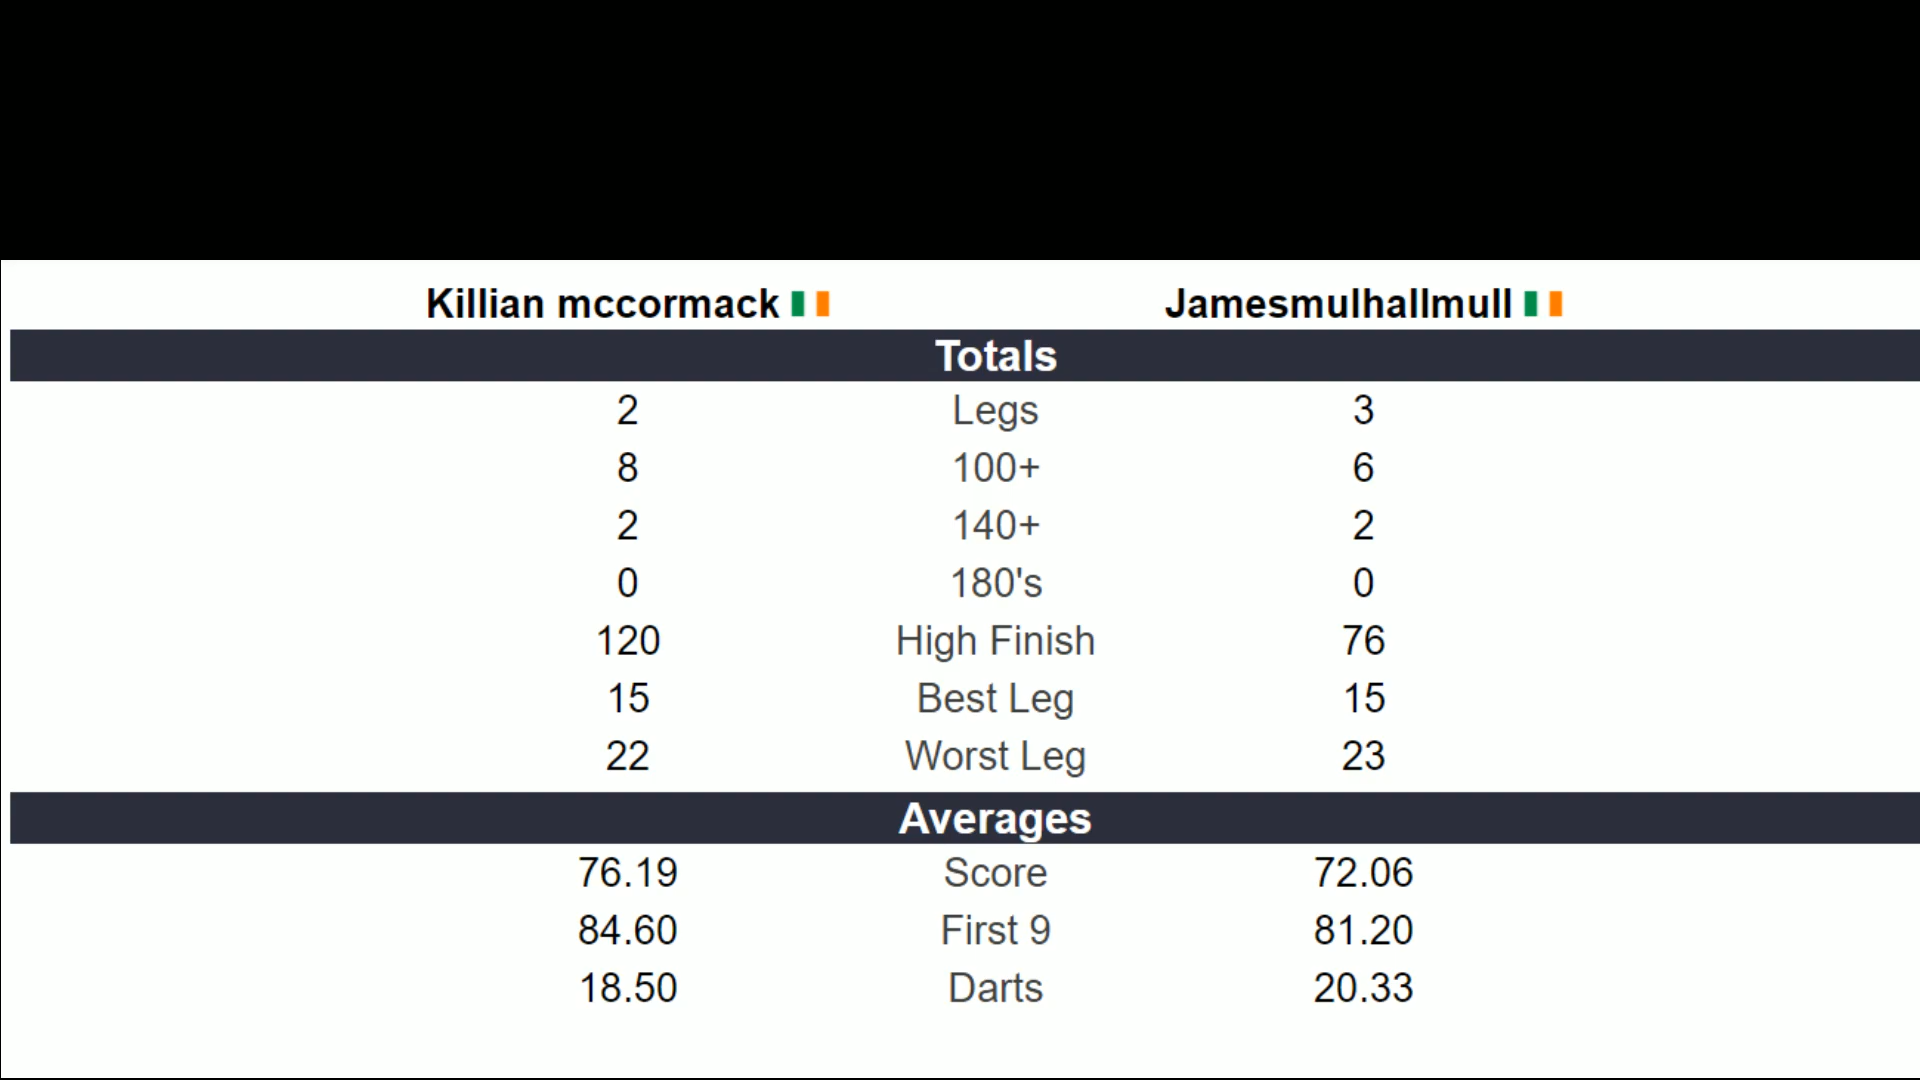 Killian mccormack Jamesmulhallmull
Totals
2 Legs 3
8 100+ 6
2 140+ 2
0 180's 0
120 High Finish 76
15 Best Leg 15
22 Worst Leg 23
Averages
76.19 Score 72.06
84.60 First 9 81.20
18.50 Darts 20.33